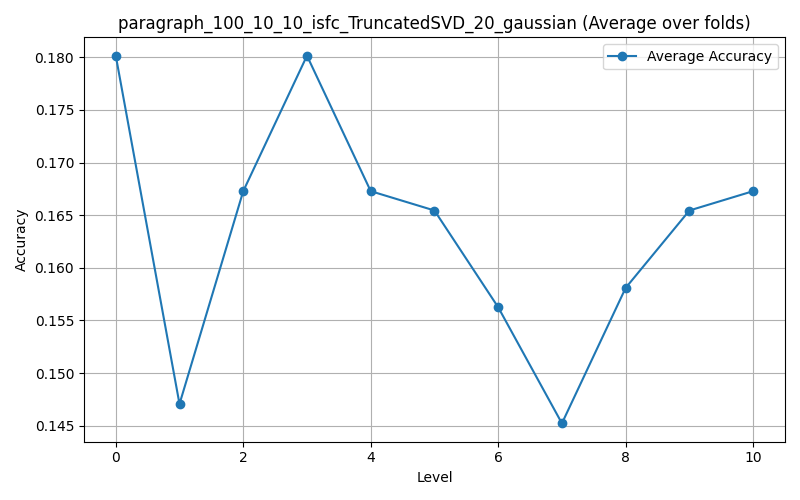 paragraph_100_10_10_isfc_TruncatedSVD_20_gaussian (Average over folds)
Average Accuracy
Accuracy
0.180
0.175
0.170
0.165
0.160
0.155
0.150
0.145
0 2 4 6 8 10
Level